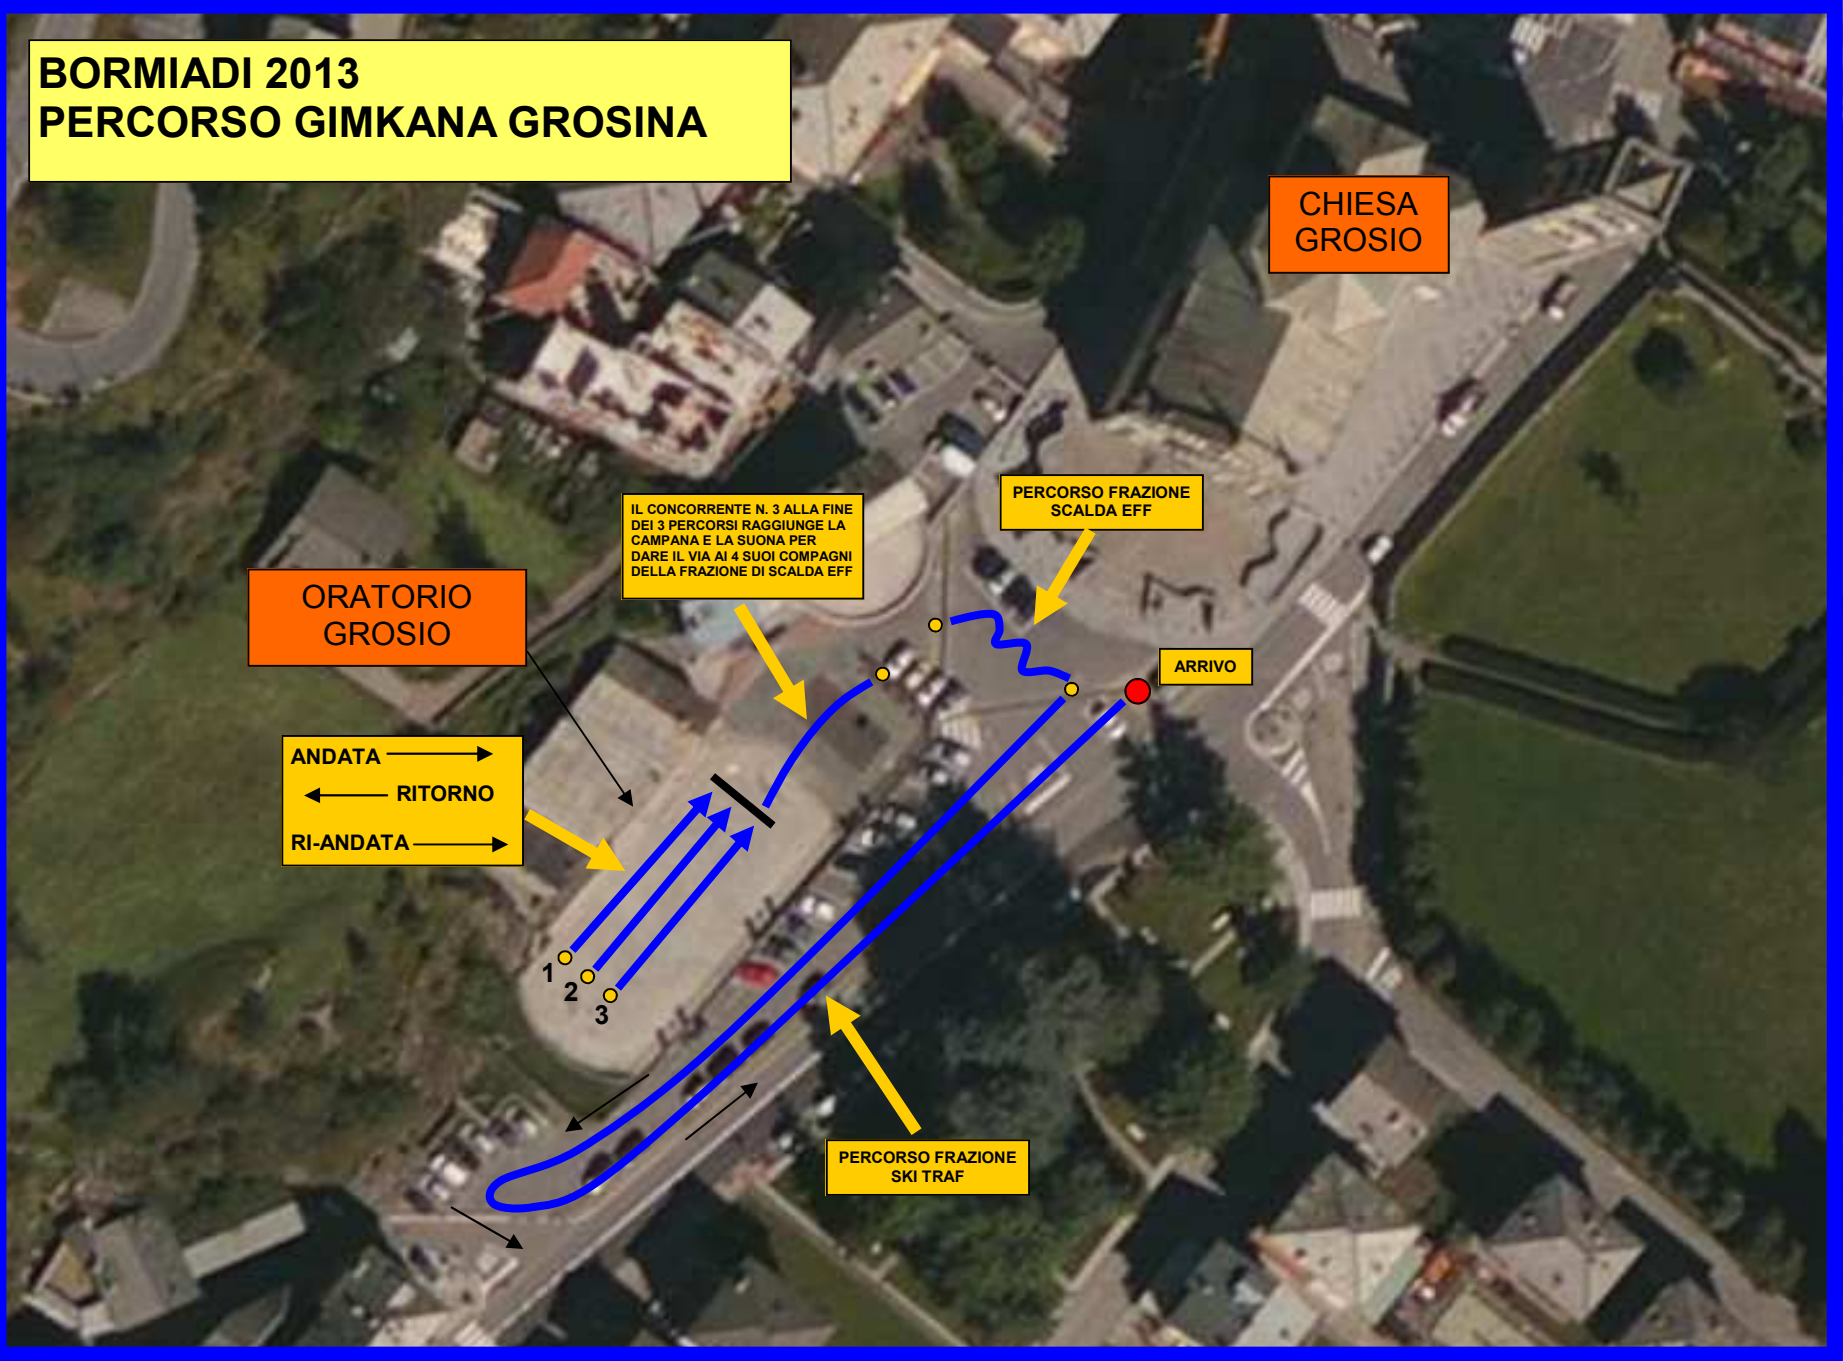 BORMIADI 2013
PERCORSO GIMKANA GROSINA
CHIESA
GROSIO
PERCORSO FRAZIONE
SCALDA EFF
IL CONCORRENTE N. 3 ALLA FINE
DEI 3 PERCORSI RAGGIUNGE LA
CAMPANA E LA SUONA PER
DARE IL VIA AI 4 SUOI COMPAGNI
DELLA FRAZIONE DI SCALDA EFF
ORATORIO
GROSIO
ARRIVO
ANDATA
RITORNO
RI-ANDATA
1
2
3
PERCORSO FRAZIONE
SKI TRAF